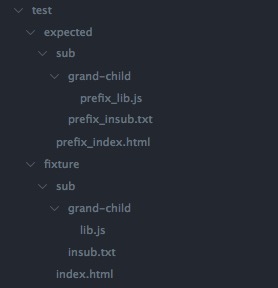 test
expected
sub
grand-child
prefix_lib.js
prefix_insub.txt
prefix_index.html
fixture
sub
grand-child
lib.js
insub.txt
index.html